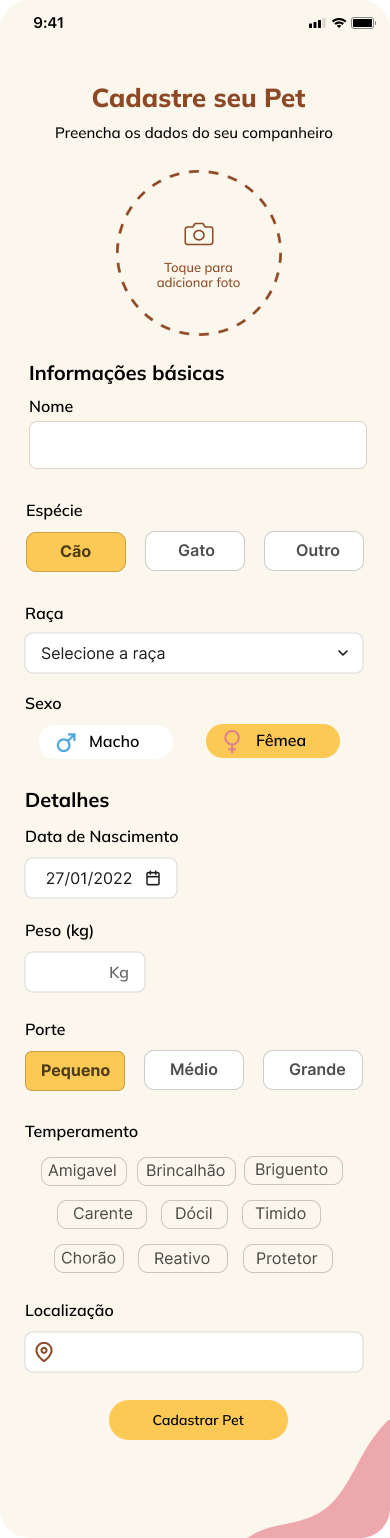 9:41
Cadastre seu Pet
Preencha os dados do seu companheiro
Toque para
adicionar foto
Informações básicas
Nome
Espécie
Cão Gato Outro
Raça
Selecione a raça
Sexo
Macho Fêmea
Detalhes
Data de Nascimento
27/01/2022
Peso (kg)
Kg
Porte
Pequeno Médio Grande
Temperamento
Amigavel Brincalhão Briguento
Carente Dócil Timido
Chorão Reativo Protetor
Localização
Cadastrar Pet